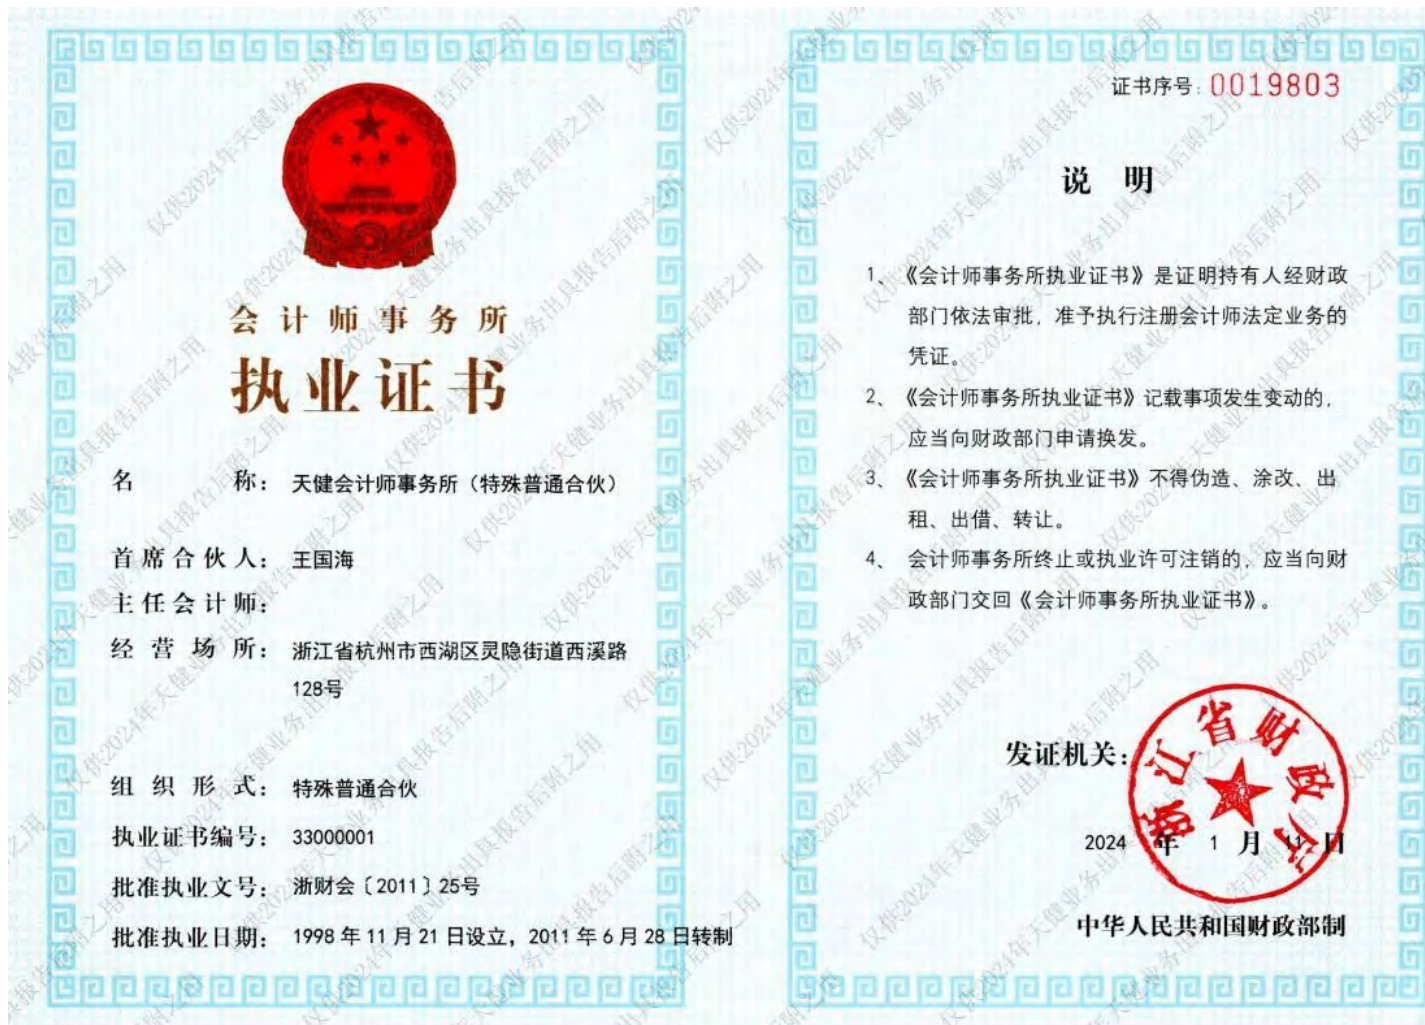 会计师事务所
执业证书
名 称： 天健会计师事务所（特殊普通合伙）
首席合伙人： 王国海
主任会计师：
经营场所： 浙江省杭州市西湖区灵隐街道西溪路
128号
组织形式： 特殊普通合伙
执业证书编号： 33000001
批准执业文号： 浙财会〔2011〕25号
批准执业日期： 1998年11月21日设立，2011年6月28日转制
证书序号：0019803
说 明
1、《会计师事务所执业证书》是证明持有人经财政
部门依法审批，准予执行注册会计师法定业务的
凭证。
2、《会计师事务所执业证书》记载事项发生变动的，
应当向财政部门申请换发。
3、《会计师事务所执业证书》不得伪造、涂改、出
租、出借、转让。
4、 会计师事务所终止或执业许可注销的，应当向财
政部门交回《会计师事务所执业证书》。
发证机关：
浙江省财政厅
2024 年 1 月 11 日
中华人民共和国财政部制
仅供2024年天健业务出具报告后附之用